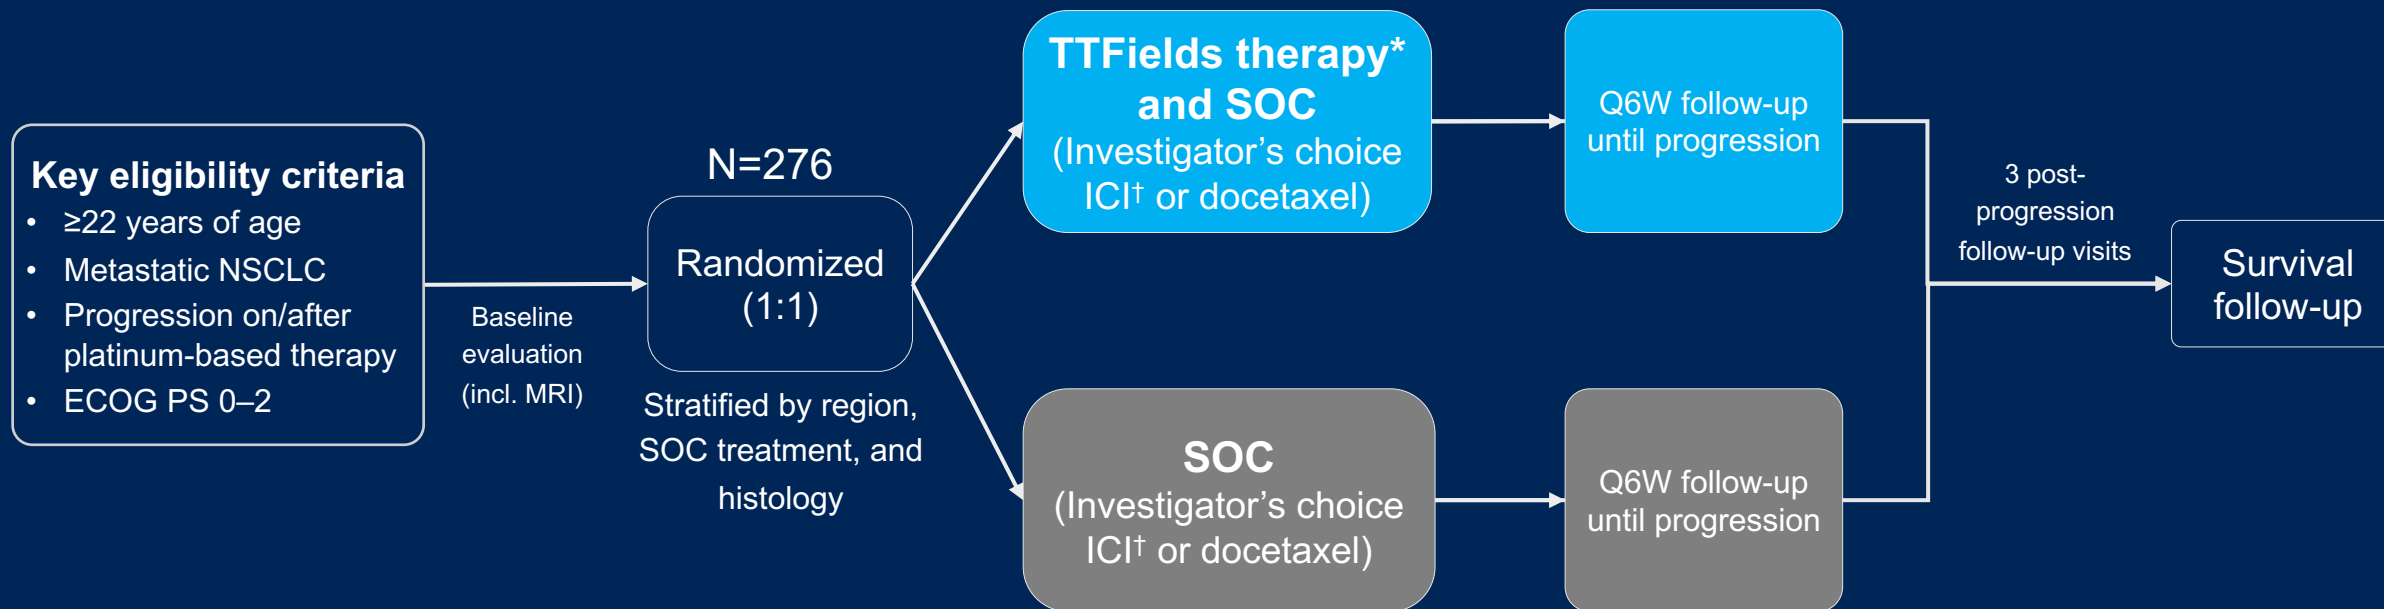 Key eligibility criteria
• ≥22 years of age
• Metastatic NSCLC
• Progression on/after
platinum-based therapy
• ECOG PS 0–2
Baseline
evaluation
(incl. MRI)
N=276
Randomized
(1:1)
Stratified by region,
SOC treatment, and
histology
TTFields therapy*
and SOC
(Investigator’s choice
ICI† or docetaxel)
Q6W follow-up
until progression
SOC
(Investigator’s choice
ICI† or docetaxel)
Q6W follow-up
until progression
3 post-
progression
follow-up visits
Survival
follow-up